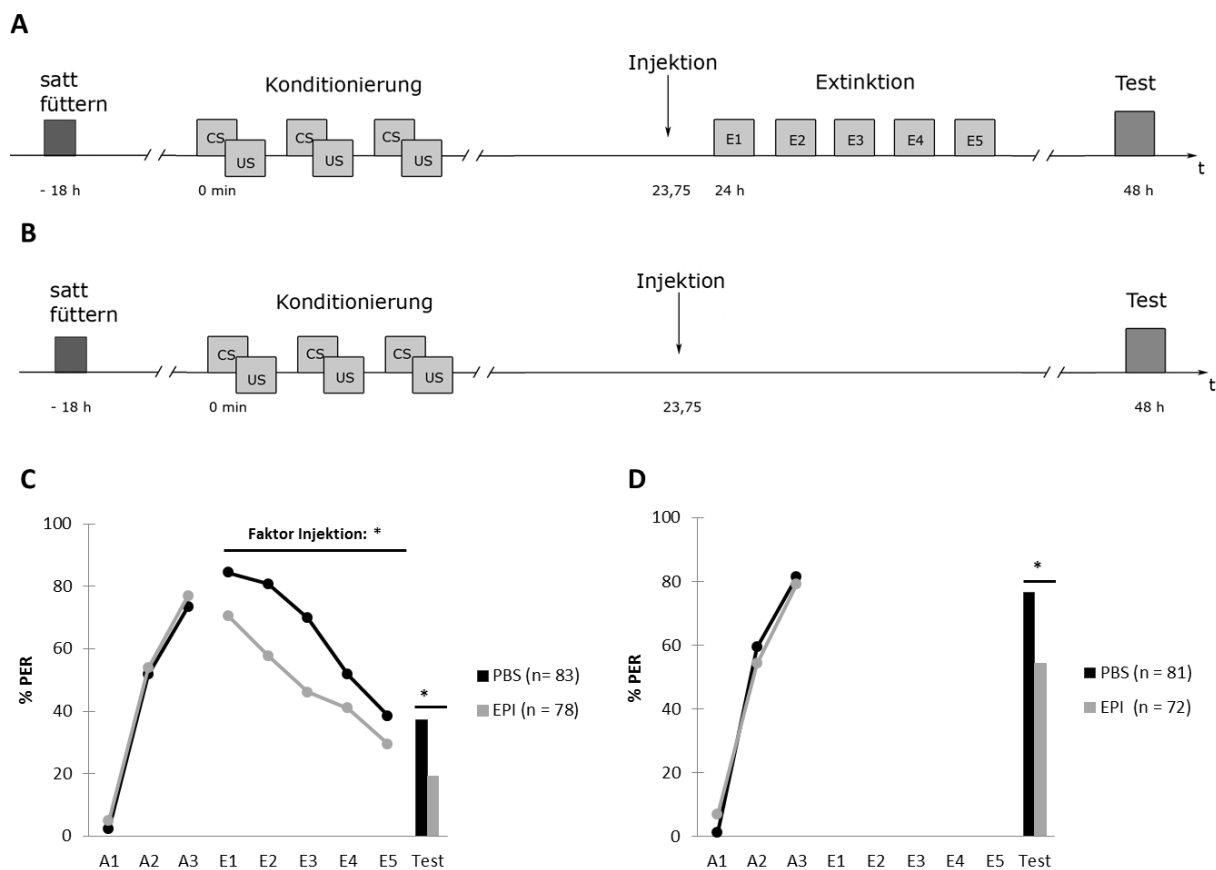 A
satt
füttern
Konditionierung
Injektion
Extinktion
Test
CS
US
CS
US
CS
US
E1
E2
E3
E4
E5
t
- 18 h
0 min
23,75
24 h
48 h
B
satt
füttern
Konditionierung
Injektion
Test
CS
US
CS
US
CS
US
t
- 18 h
0 min
23,75
48 h
C
Faktor Injektion: *
*
% PER
100
80
60
40
20
0
A1 A2 A3 E1 E2 E3 E4 E5 Test
PBS (n= 83)
EPI (n = 78)
D
*
% PER
100
80
60
40
20
0
A1 A2 A3 E1 E2 E3 E4 E5 Test
PBS (n = 81)
EPI (n = 72)